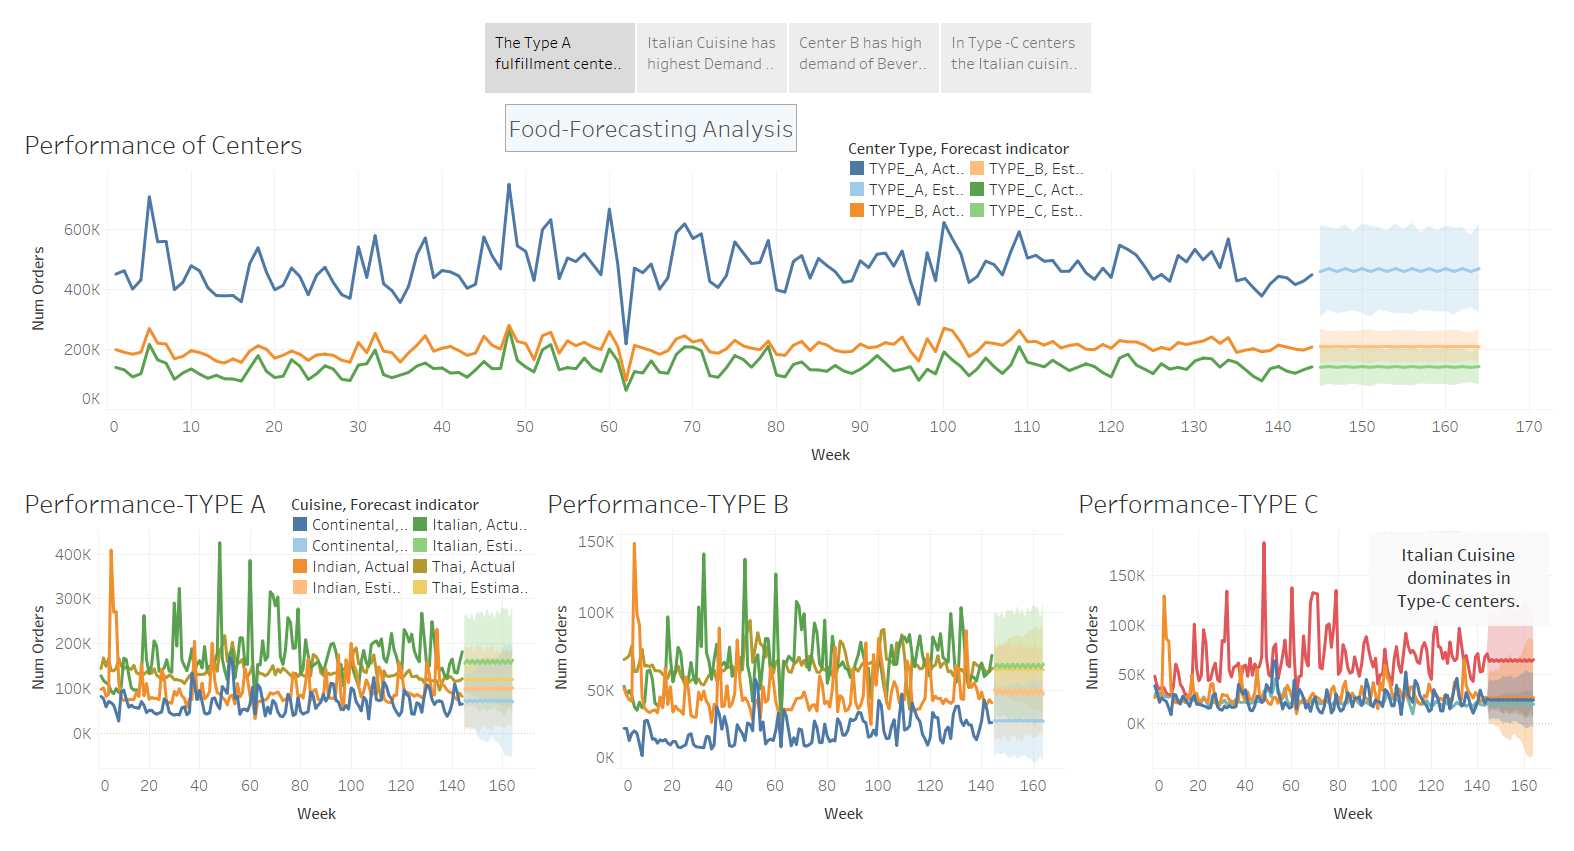 The Type A
fulfillment cente..
Italian Cuisine has
highest Demand ..
Center B has high
demand of Bever..
In Type -C centers
the Italian cuisin..
Food-Forecasting Analysis
Performance of Centers
Center Type, Forecast indicator
TYPE_A, Act.. TYPE_B, Est..
TYPE_A, Est.. TYPE_C, Act..
TYPE_B, Act.. TYPE_C, Est..
Num Orders
600K
400K
200K
0K
0 10 20 30 40 50 60 70 80 90 100 110 120 130 140 150 160 170
Week
Performance-TYPE A
Cuisine, Forecast indicator
Continental,.. Italian, Actu..
Continental,.. Italian, Esti..
Indian, Actual Thai, Actual
Indian, Esti.. Thai, Estima..
Num Orders
400K
300K
200K
100K
0K
0 20 40 60 80 100 120 140 160
Week
Performance-TYPE B
Num Orders
150K
100K
50K
0K
0 20 40 60 80 100 120 140 160
Week
Performance-TYPE C
Italian Cuisine
dominates in
Type-C centers.
Num Orders
150K
100K
50K
0K
0 20 40 60 80 100 120 140 160
Week